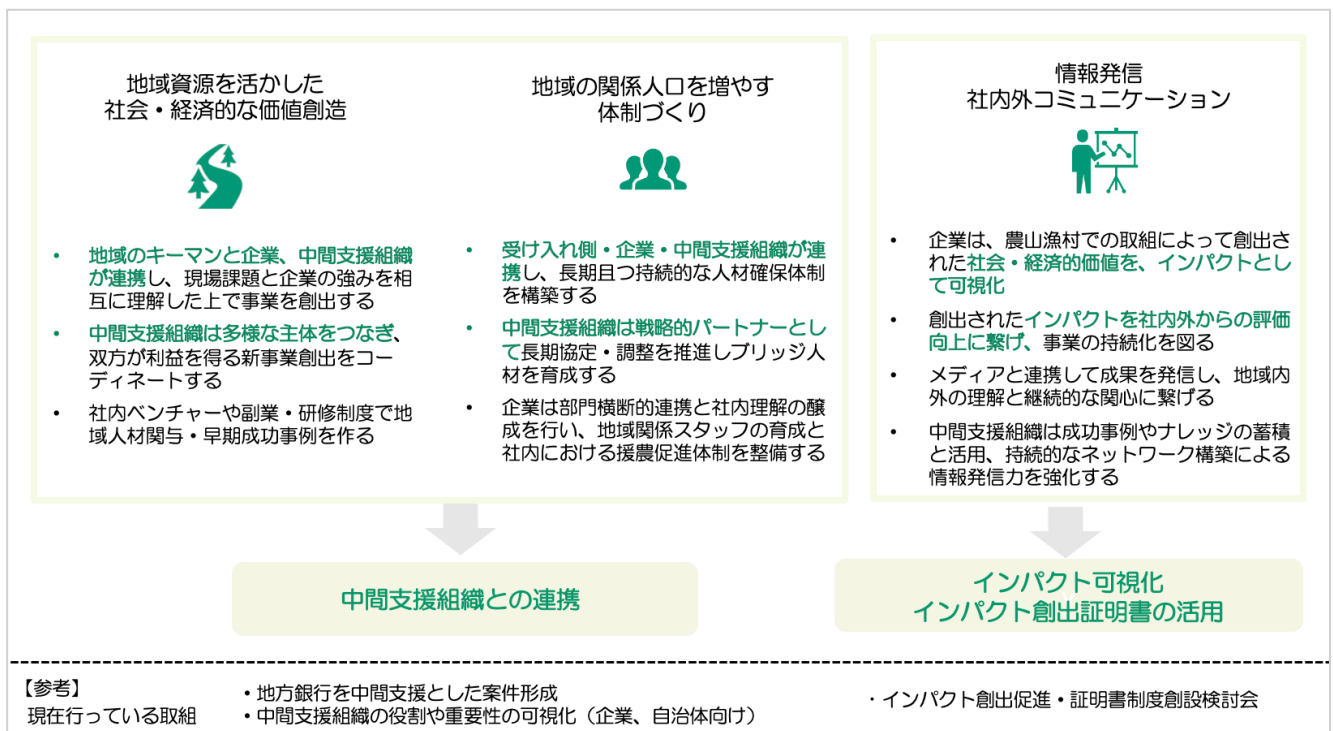 地域資源を活かした
社会・経済的な価値創造
• 地域のキーマンと企業、中間支援組織
が連携し、現場課題と企業の強みを相
互に理解した上で事業を創出する
• 中間支援組織は多様な主体をつなぎ、
双方が利益を得る新事業創出をコー
ディネートする
• 社内ベンチャーや副業・研修制度で地
域人材関与・早期成功事例を作る
地域の関係人口を増やす
体制づくり
• 受け入れ側・企業・中間支援組織が連
携し、長期且つ持続的な人材確保体制
を構築する
• 中間支援組織は戦略的パートナーとし
て長期協定・調整を推進しブリッジ人
材を育成する
• 企業は部門横断的連携と社内理解の醸
成を行い、地域関係スタッフの育成と
社内における援農促進体制を整備する
情報発信
社内外コミュニケーション
• 企業は、農山漁村での取組によって創出さ
れた社会・経済的価値を、インパクトとし
て可視化
• 創出されたインパクトを社内外からの評価
向上に繋げ、事業の持続化を図る
• メディアと連携して成果を発信し、地域内
外の理解と継続的な関心に繋げる
• 中間支援組織は成功事例やナレッジの蓄積
と活用、持続的なネットワーク構築による
情報発信力を強化する
中間支援組織との連携
インパクト可視化
インパクト創出証明書の活用
【参考】
現在行っている取組
・地方銀行を中間支援とした案件形成
・中間支援組織の役割や重要性の可視化（企業、自治体向け）
・インパクト創出促進・証明書制度創設検討会